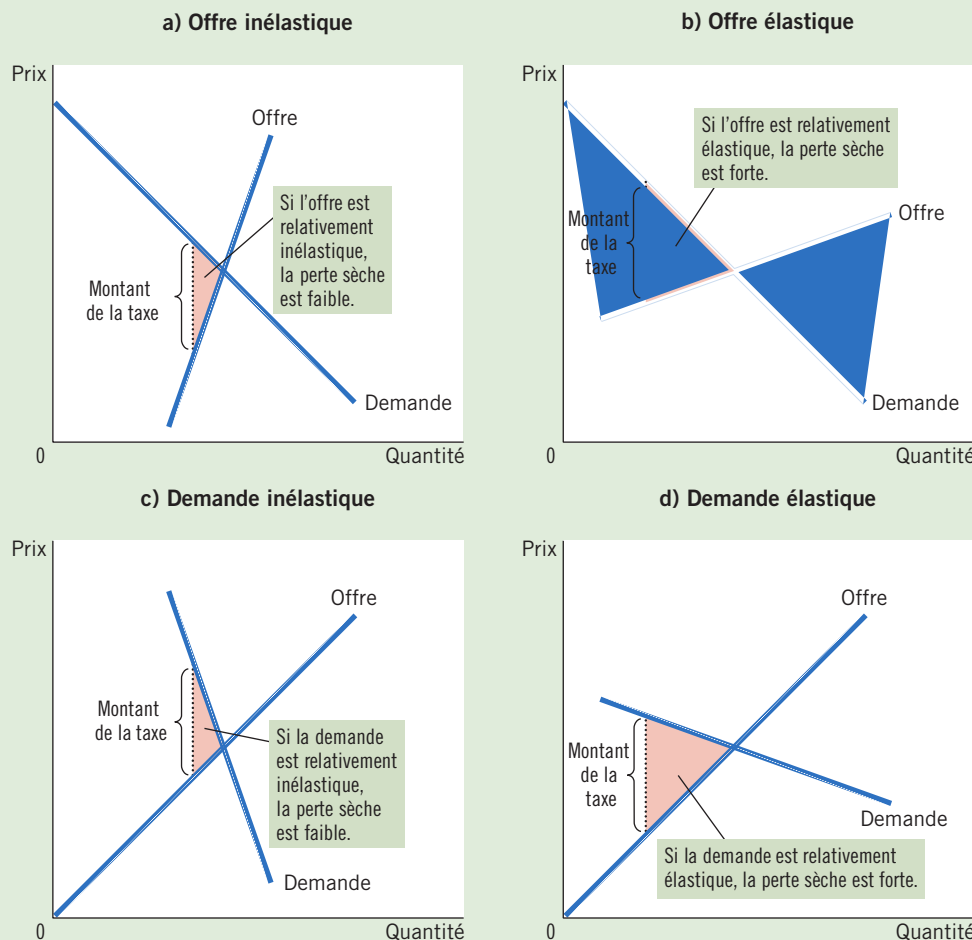 a) Offre inélastique
Prix
Offre
Si l'offre est
relativement
inélastique,
la perte sèche
est faible.
Montant
de la taxe
Demande
0
Quantité
b) Offre élastique
Prix
Si l'offre est relativement
élastique, la perte sèche
est forte.
Offre
Montant
de la
taxe
Demande
0
Quantité
c) Demande inélastique
Prix
Offre
Montant
de la taxe
Si la demande
est relativement
inélastique,
la perte sèche
est faible.
Demande
0
Quantité
d) Demande élastique
Prix
Offre
Montant
de la
taxe
Demande
Si la demande est relativement
élastique, la perte sèche est forte.
0
Quantité